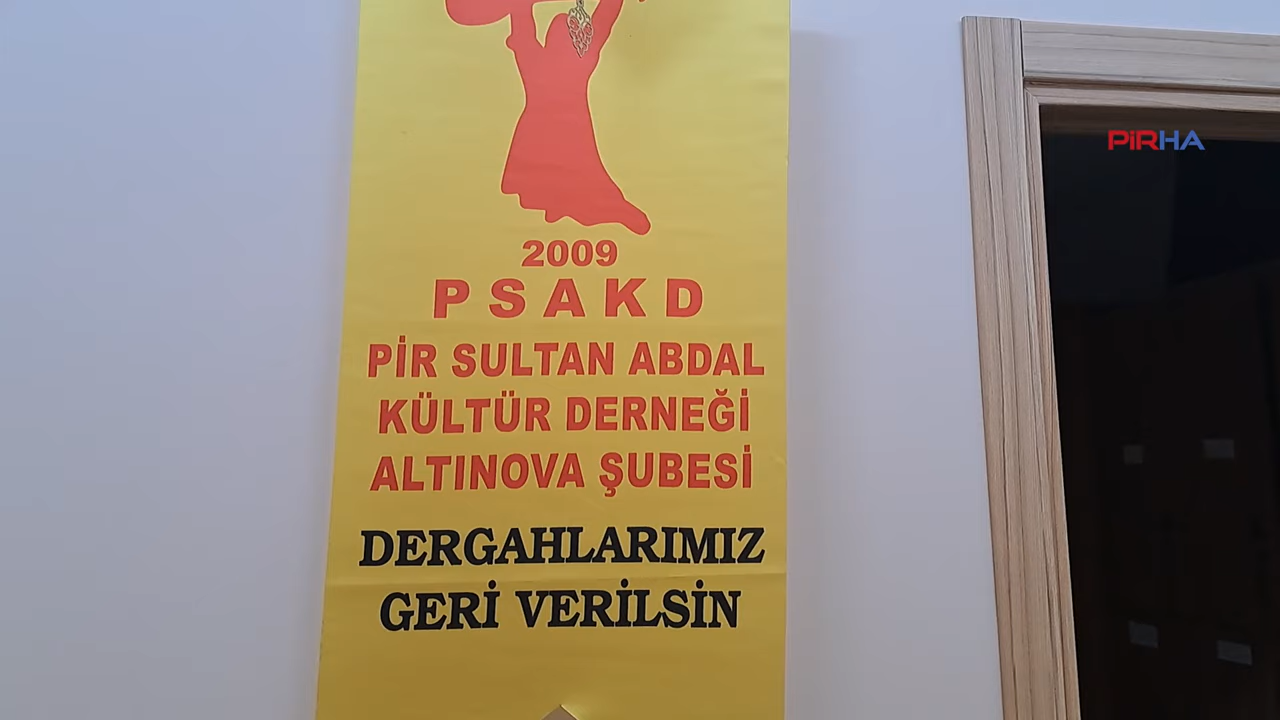 PİRHA
2009
PSAKD
PİR SULTAN ABDAL
KÜLTÜR DERNEĞİ
ALTINOVA ŞUBESİ
DERGAHLARIMIZ
GERİ VERİLSİN